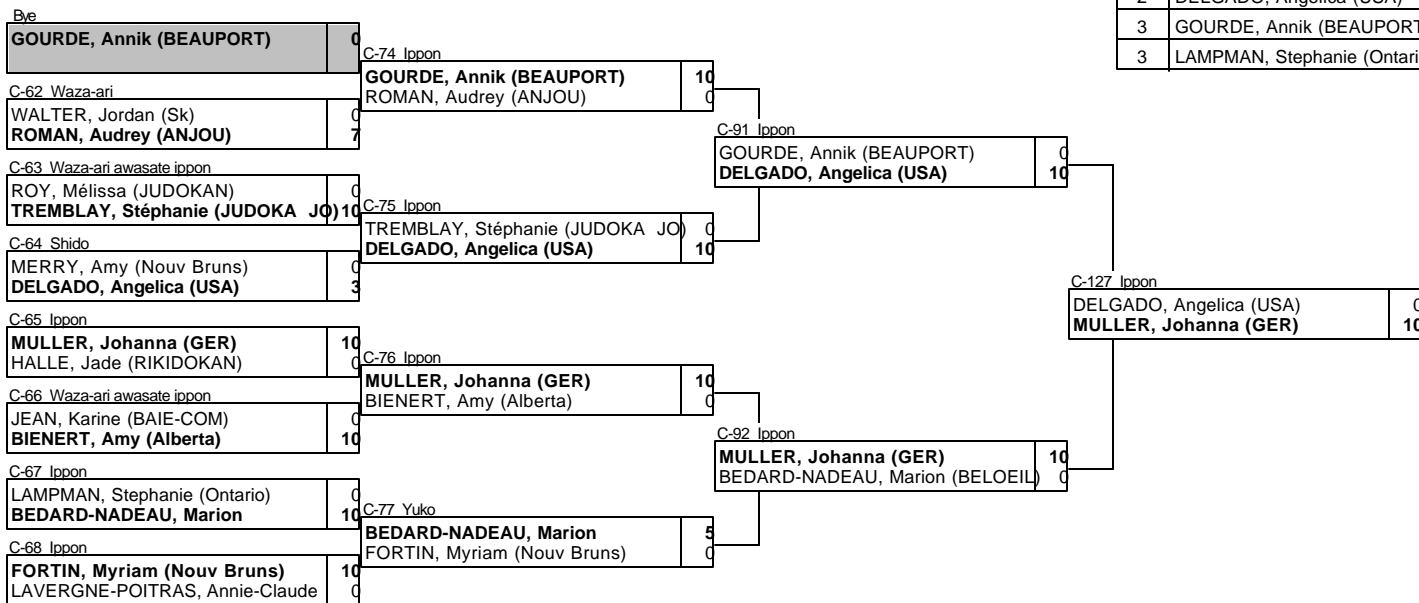 Bye
GOURDE, Annik (BEAUPORT) 0
C-62 Waza-ari
WALTER, Jordan (Sk) 0
ROMAN, Audrey (ANJOU) 7
C-63 Waza-ari awasate ippon
ROY, Mélissa (JUDOKAN) 0
TREMBLAY, Stéphanie (JUDOKA JO) 10
C-64 Shido
MERRY, Amy (Nouv Bruns) 0
DELGADO, Angelica (USA) 3
C-65 Ippon
MULLER, Johanna (GER) 10
HALLE, Jade (RIKIDOKAN) 0
C-66 Waza-ari awasate ippon
JEAN, Karine (BAIE-COM) 0
BIENERT, Amy (Alberta) 10
C-67 Ippon
LAMPMAN, Stephanie (Ontario) 0
BEDARD-NADEAU, Marion 10
C-68 Ippon
FORTIN, Myriam (Nouv Bruns) 10
LAVERGNE-POITRAS, Annie-Claude 0
C-74 Ippon
GOURDE, Annik (BEAUPORT) 10
ROMAN, Audrey (ANJOU) 0
C-75 Ippon
TREMBLAY, Stéphanie (JUDOKA JO) 0
DELGADO, Angelica (USA) 10
C-76 Ippon
MULLER, Johanna (GER) 10
BIENERT, Amy (Alberta) 0
C-77 Yuko
BEDARD-NADEAU, Marion 5
FORTIN, Myriam (Nouv Bruns) 0
C-91 Ippon
GOURDE, Annik (BEAUPORT) 0
DELGADO, Angelica (USA) 10
C-92 Ippon
MULLER, Johanna (GER) 10
BEDARD-NADEAU, Marion (BELOEIL) 0
C-127 Ippon
DELGADO, Angelica (USA) 0
MULLER, Johanna (GER) 10
2 DELGADO, Angelica (USA)
3 GOURDE, Annik (BEAUPORT
3 LAMPMAN, Stephanie (Ontari